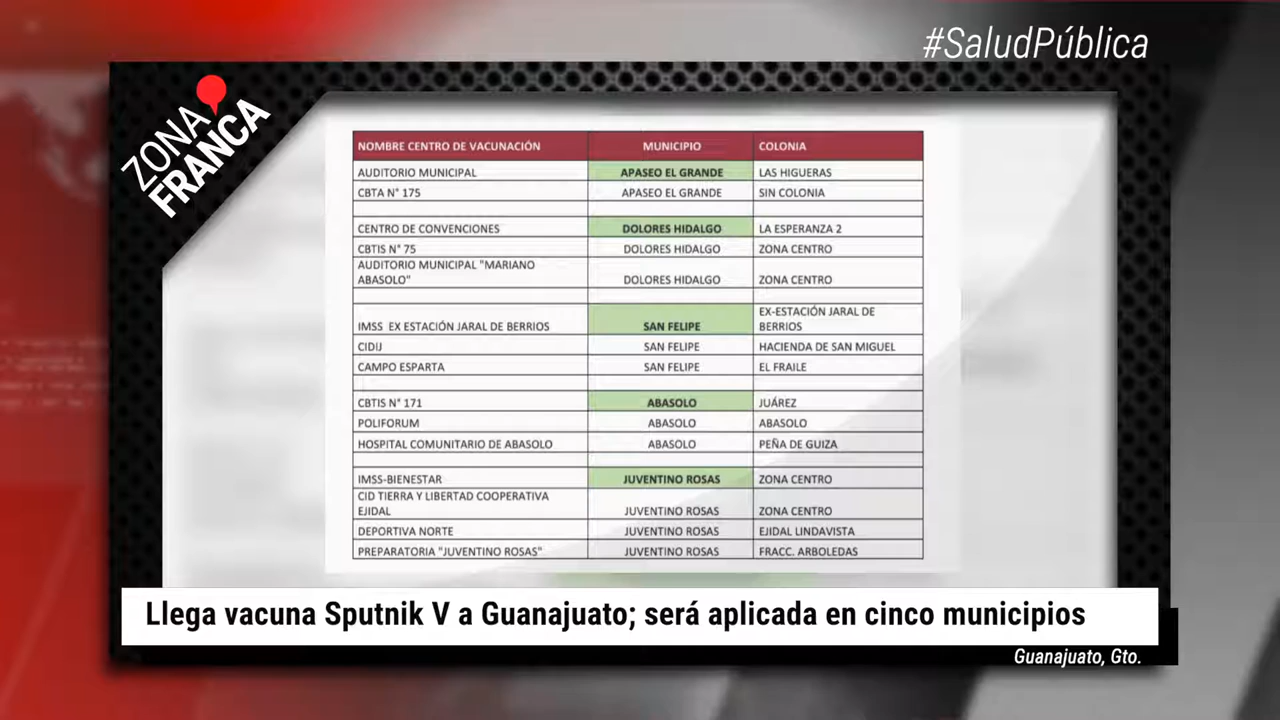 #SaludPública
ZONA
FRANCA
NOMBRE CENTRO DE VACUNACIÓN MUNICIPIO COLONIA
AUDITORIO MUNICIPAL APASEO EL GRANDE LAS HIGUERAS
CBTA N° 175 APASEO EL GRANDE SIN COLONIA
CENTRO DE CONVENCIONES DOLORES HIDALGO LA ESPERANZA 2
CBTIS N° 75 DOLORES HIDALGO ZONA CENTRO
AUDITORIO MUNICIPAL "MARIANO
ABASOLO" DOLORES HIDALGO ZONA CENTRO
EX-ESTACIÓN JARAL DE
IMSS EX ESTACIÓN JARAL DE BERRIOS SAN FELIPE BERRIOS
CIDIJ SAN FELIPE HACIENDA DE SAN MIGUEL
CAMPO ESPARTA SAN FELIPE EL FRAILE
CBTIS N° 171 ABASOLO JUÁREZ
POLIFORUM ABASOLO ABASOLO
HOSPITAL COMUNITARIO DE ABASOLO ABASOLO PEÑA DE GUIZA
IMSS-BIENESTAR JUVENTINO ROSAS ZONA CENTRO
CID TIERRA Y LIBERTAD COOPERATIVA
EJIDAL JUVENTINO ROSAS ZONA CENTRO
DEPORTIVA NORTE JUVENTINO ROSAS EJIDAL LINDAVISTA
PREPARATORIA "JUVENTINO ROSAS" JUVENTINO ROSAS FRACC. ARBOLEDAS
Llega vacuna Sputnik V a Guanajuato; será aplicada en cinco municipios
Guanajuato, Gto.